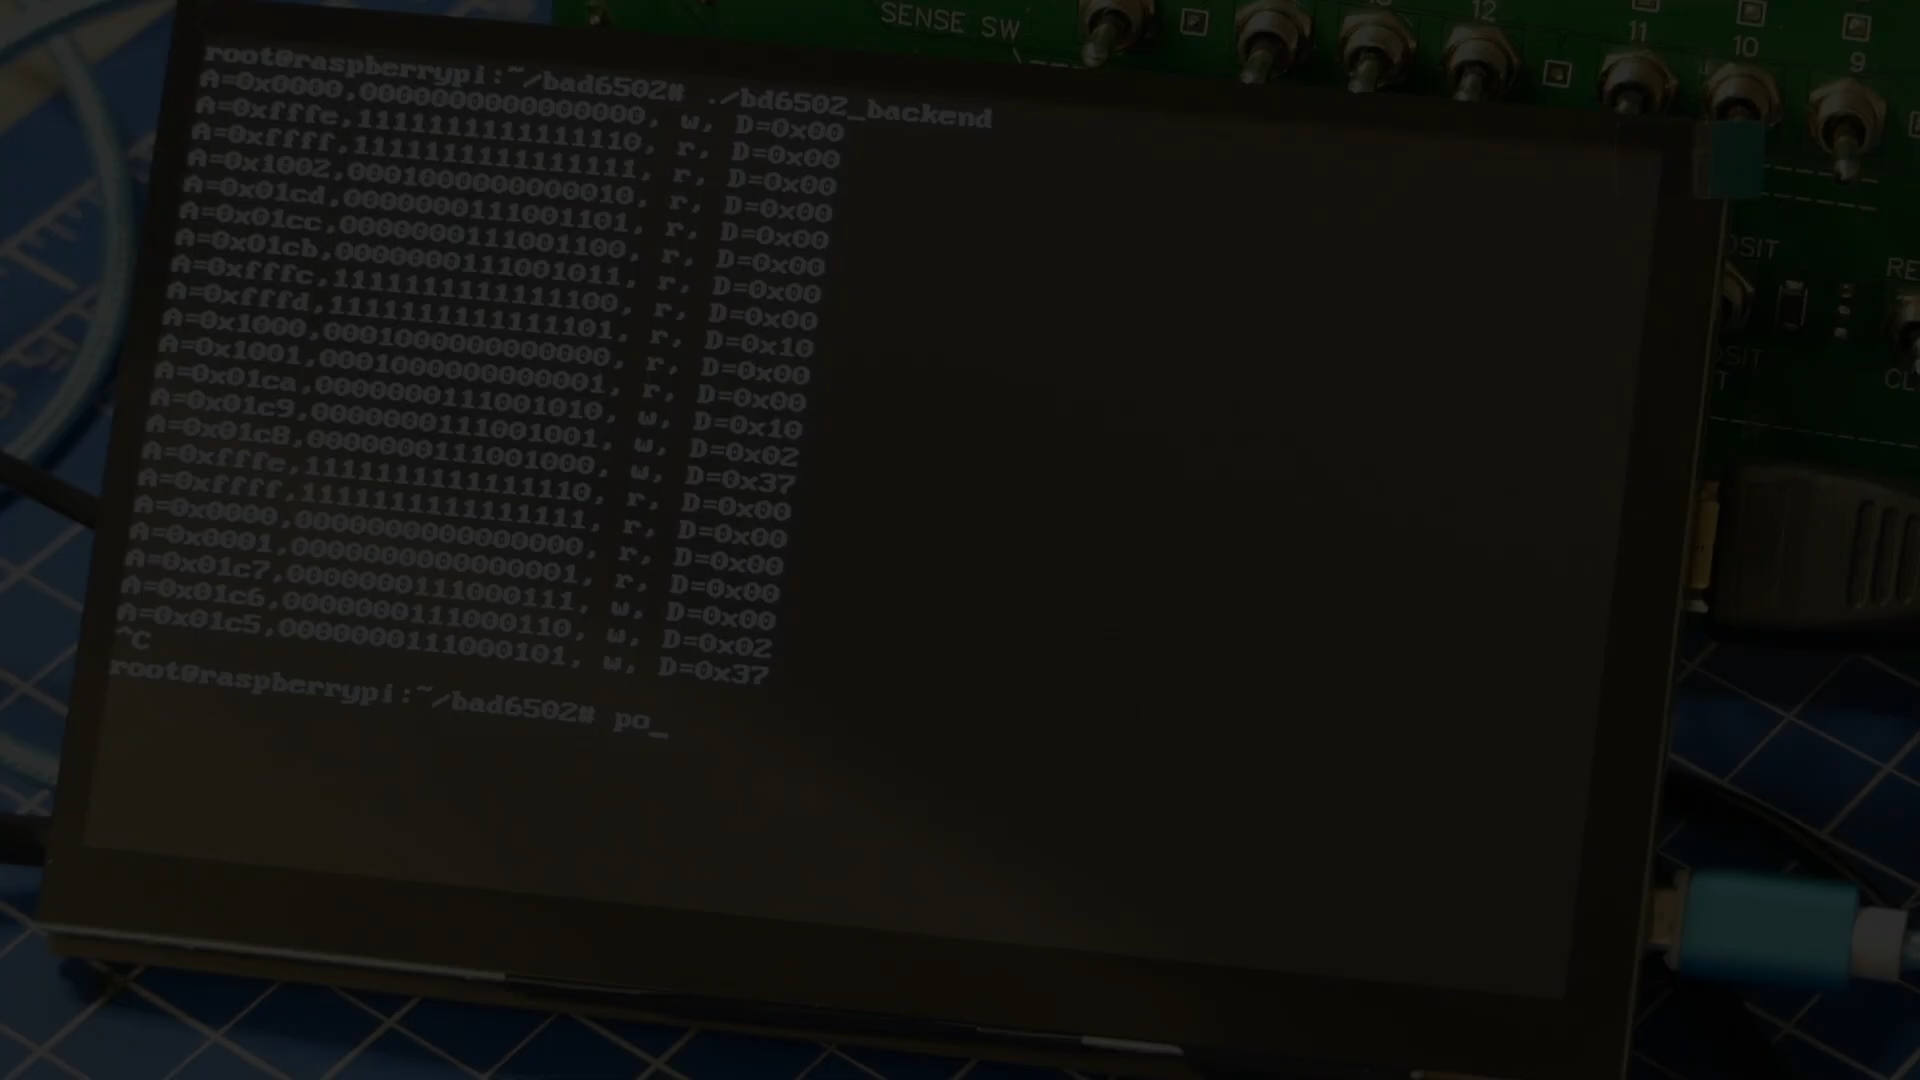 SENSE SW
12
11
10
9
root@raspberrypi:~/bad6502# ./bd6502_backend
A=0x0000,0000000000000000, w, D=0x00
A=0xfffe,1111111111111110, r, D=0x00
A=0xffff,1111111111111111, r, D=0x00
A=0x1002,0001000000000010, r, D=0x00
A=0x01cd,0000000111001101, r, D=0x00
A=0x01cc,0000000111001100, r, D=0x00
A=0x01cb,0000000111001011, r, D=0x00
A=0xfffc,1111111111111100, r, D=0x00
A=0xfffd,1111111111111101, r, D=0x10
A=0x1000,0001000000000000, r, D=0x00
A=0x1001,0001000000000001, r, D=0x00
A=0x01ca,0000000111001010, w, D=0x10
A=0x01c9,0000000111001001, w, D=0x02
A=0x01c8,0000000111001000, w, D=0x37
A=0xfffe,1111111111111110, r, D=0x00
A=0xffff,1111111111111111, r, D=0x00
A=0x0000,0000000000000000, r, D=0x00
A=0x0001,0000000000000001, r, D=0x00
A=0x01c7,0000000111000111, w, D=0x00
A=0x01c6,0000000111000110, w, D=0x02
A=0x01c5,0000000111000101, w, D=0x37
^C
root@raspberrypi:~/bad6502# po_